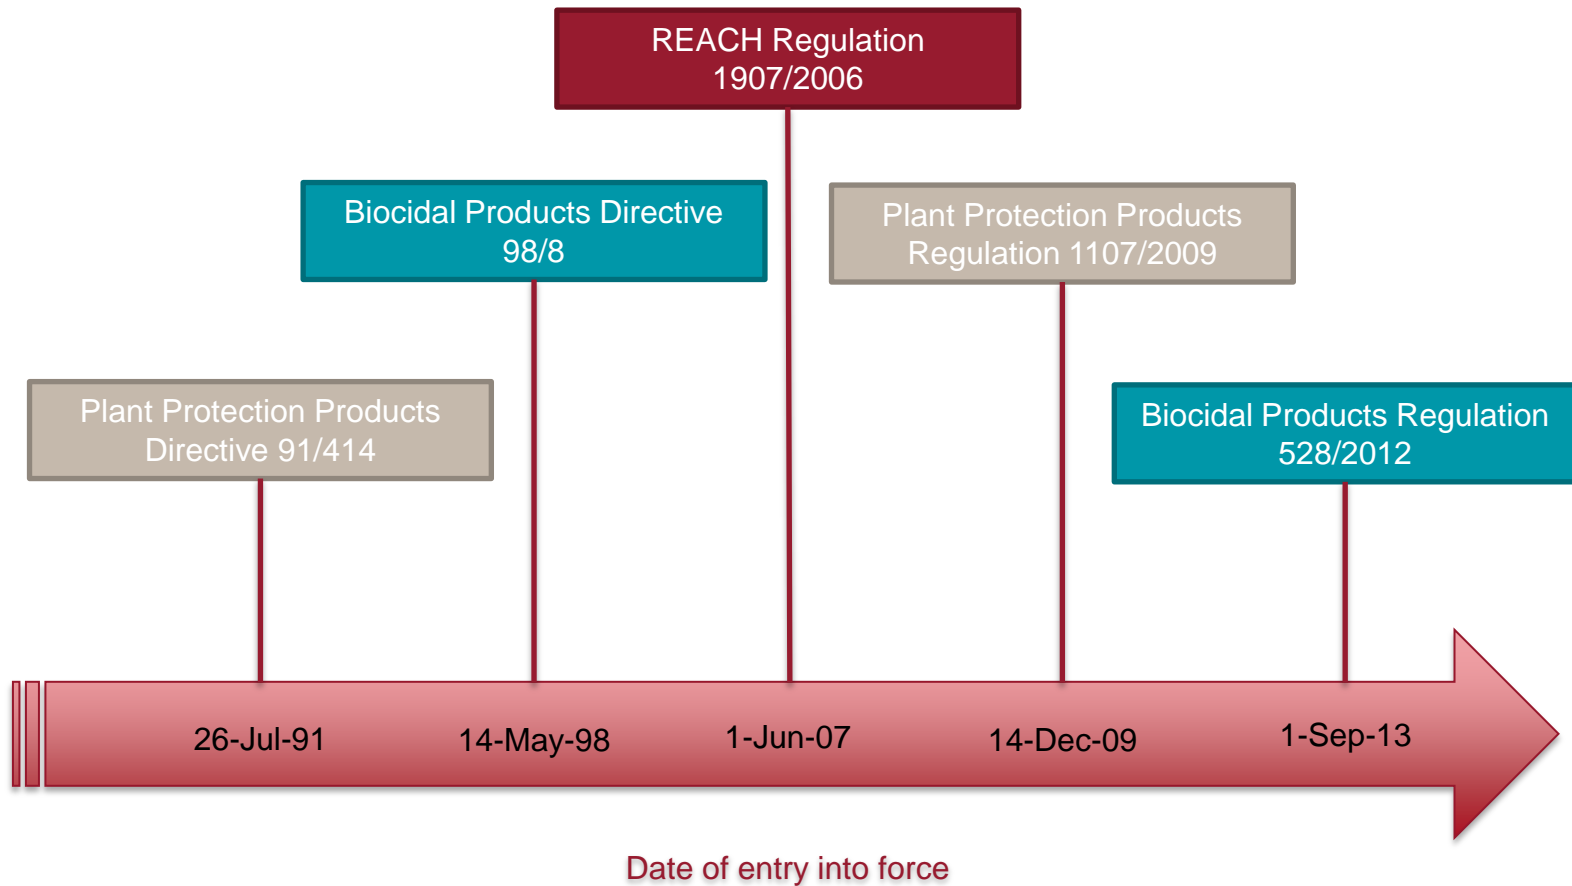 REACH Regulation
1907/2006
Biocidal Products Directive
98/8
Plant Protection Products
Regulation 1107/2009
Plant Protection Products
Directive 91/414
Biocidal Products Regulation
528/2012
26-Jul-91
14-May-98
1-Jun-07
14-Dec-09
1-Sep-13
Date of entry into force